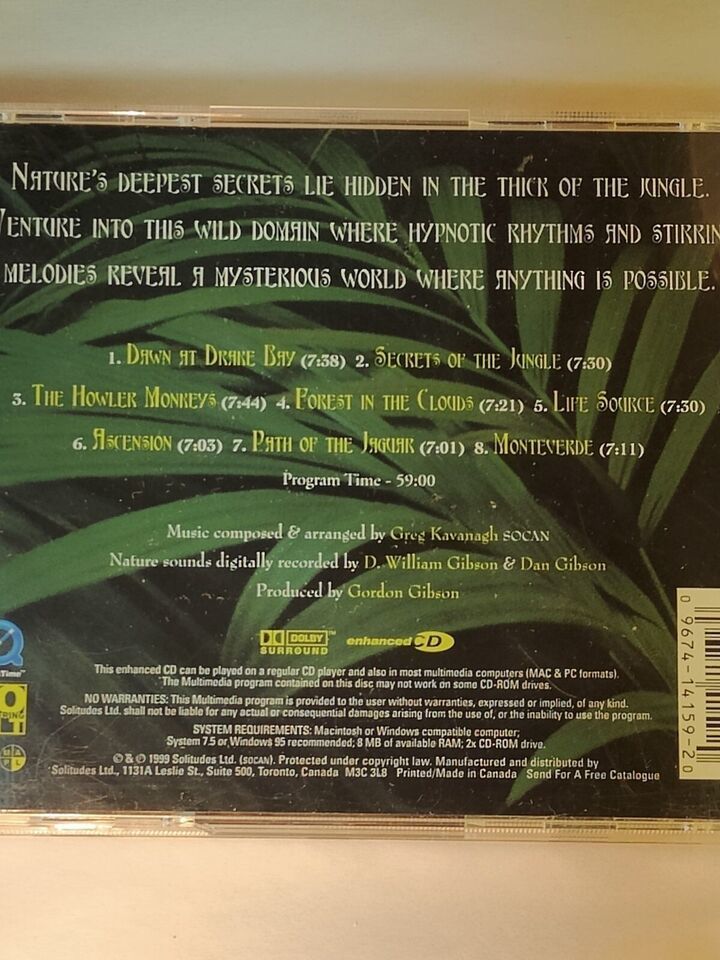 NATURE'S DEEPEST SECRETS LIE HIDDEN IN THE THICK OF THE JUNGLE.
VENTURE INTO THIS WILD DOMAIN WHERE HYPNOTIC RHYTHMS AND STIRRIN
MELODIES REVEAL A MYSTERIOUS WORLD WHERE ANYTHING IS POSSIBLE.
1. DAWN AT DRAKE BAY (7:38) 2. SECRETS OF THE JUNGLE (7:30)
3. THE HOWLER MONKEYS (7:44) 4. FOREST IN THE CLOUDS (7:21) 5. LIFE SOURCE (7:30)
6. ASCENSION (7:03) 7. PATH OF THE JAGUAR (7:01) 8. MONTEVERDE (7:11)
Program Time - 59:00
Music composed & arranged by Greg Kavanagh SOCAN
Nature sounds digitally recorded by D. William Gibson & Dan Gibson
Produced by Gordon Gibson
DOLBY
SURROUND
enhanced CD
This enhanced CD can be played on a regular CD player and also in most multimedia computers (MAC & PC formats).
The Multimedia program contained on this disc may not work on some CD-ROM drives.
NO WARRANTIES: This Multimedia program is provided to the user without warranties, expressed or implied, of any kind.
Solitudes Ltd. shall not be liable for any actual or consequential damages arising from the use of, or the inability to use the program.
SYSTEM REQUIREMENTS: Macintosh or Windows compatible computer;
System 7.5 or Windows 95 recommended; 8 MB of available RAM; 2x CD-ROM drive.
© & ℗ 1999 Solitudes Ltd. (SOCAN). Protected under copyright law. Manufactured and distributed by
Solitudes Ltd., 1131A Leslie St., Suite 500, Toronto, Canada M3C 3L8 Printed/Made in Canada Send For A Free Catalogue
M A P L
0 9674-14159-2 0